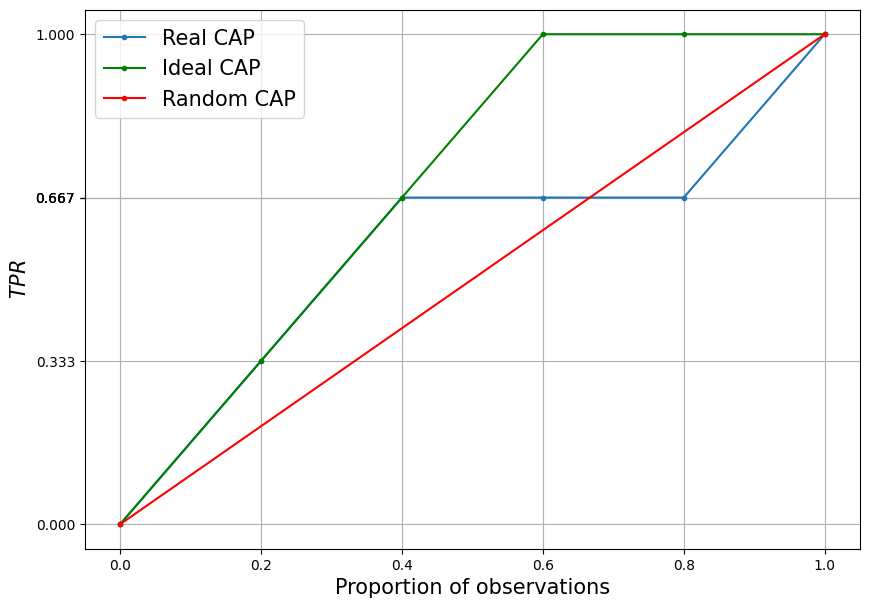 Real CAP
Ideal CAP
Random CAP
1.000
0.667
0.333
0.000
TPR
0.0 0.2 0.4 0.6 0.8 1.0
Proportion of observations